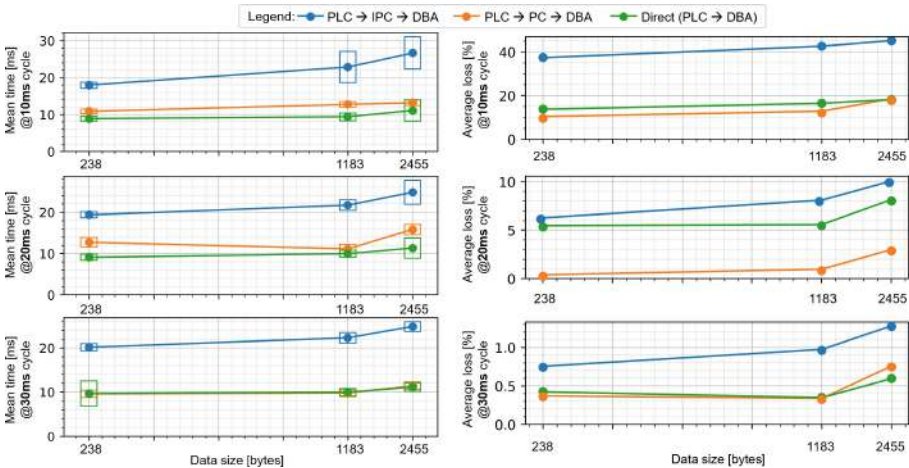 Legend: PLC → IPC → DBA PLC → PC → DBA Direct (PLC → DBA)
Mean time [ms]
@10ms cycle
30
20
10
0
238 1183 2455
Average loss [%]
@10ms cycle
40
20
0
238 1183 2455
Mean time [ms]
@20ms cycle
20
10
0
238 1183 2455
Average loss [%]
@20ms cycle
10
5
0
238 1183 2455
Mean time [ms]
@30ms cycle
20
10
0
238 1183 2455
Data size [bytes]
Average loss [%]
@30ms cycle
1.0
0.5
0.0
238 1183 2455
Data size [bytes]